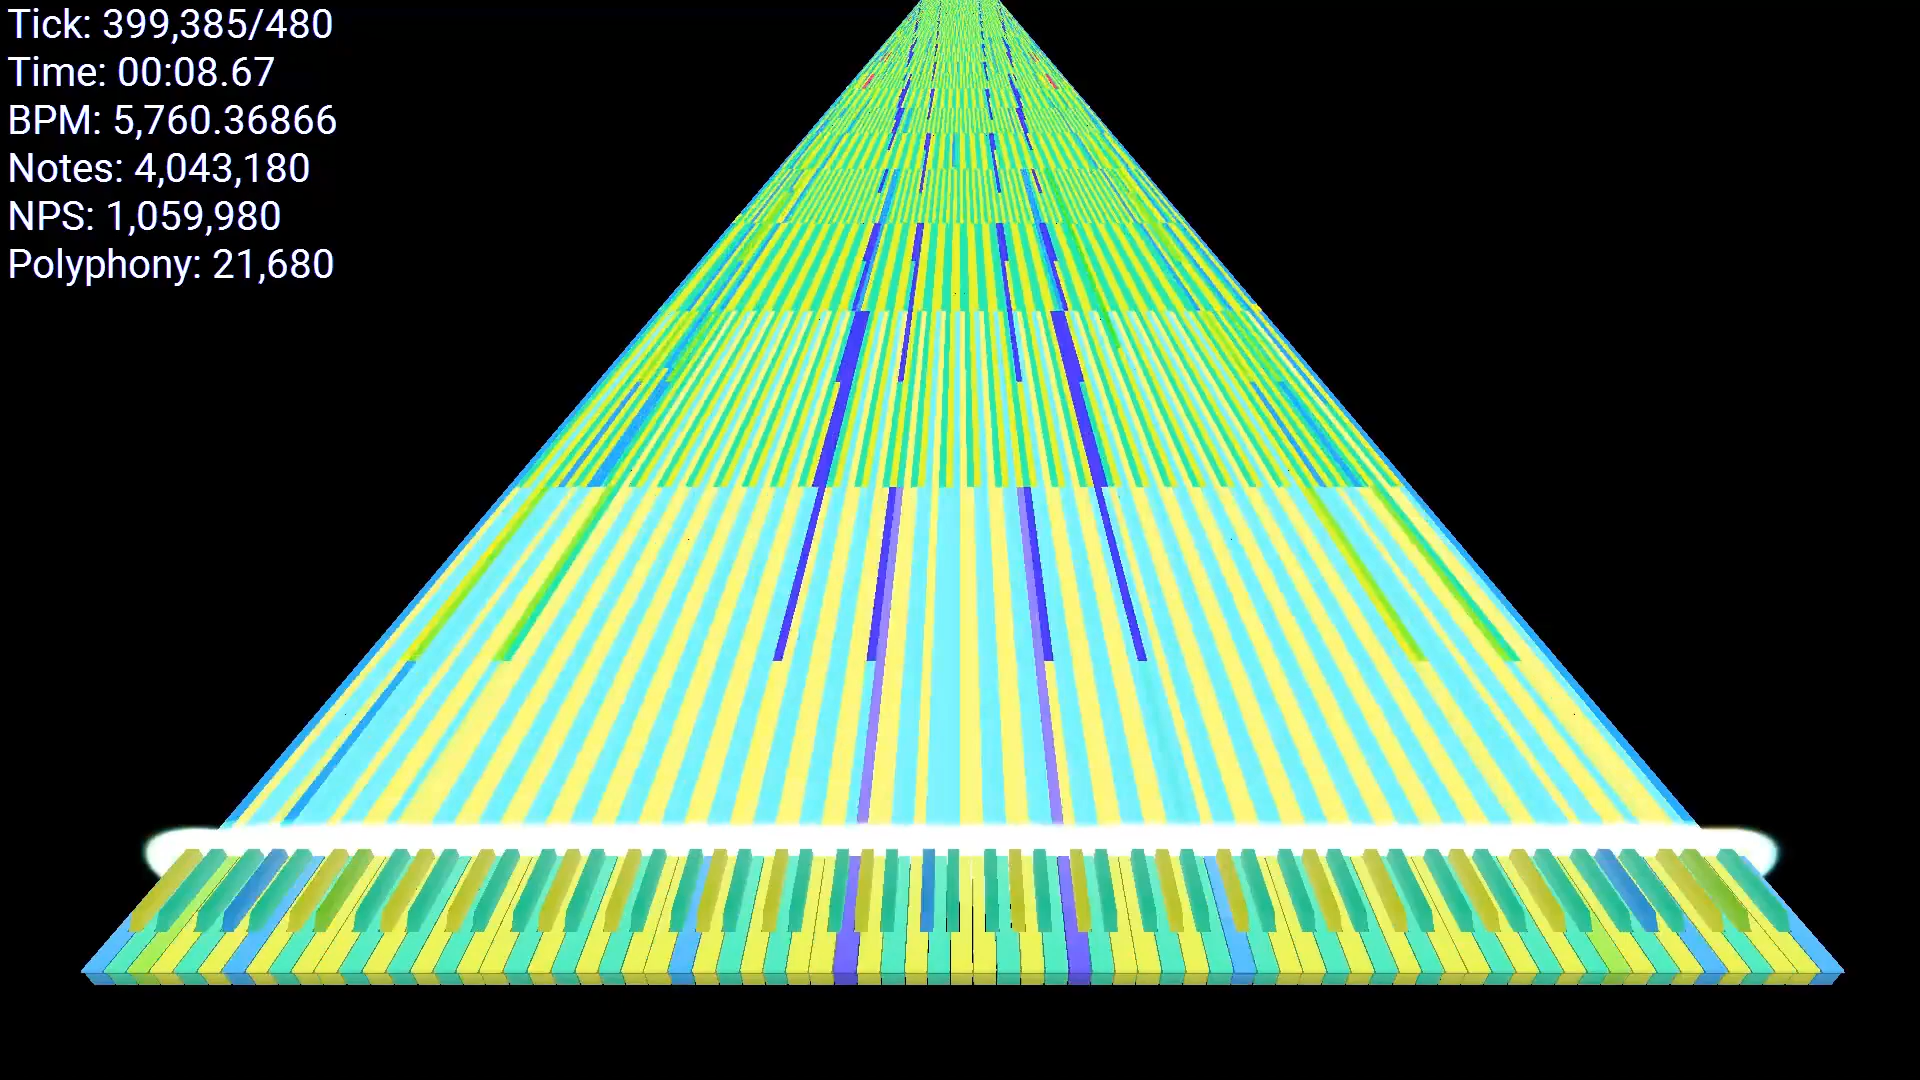 Tick: 399,385/480
Time: 00:08.67
BPM: 5,760.36866
Notes: 4,043,180
NPS: 1,059,980
Polyphony: 21,680